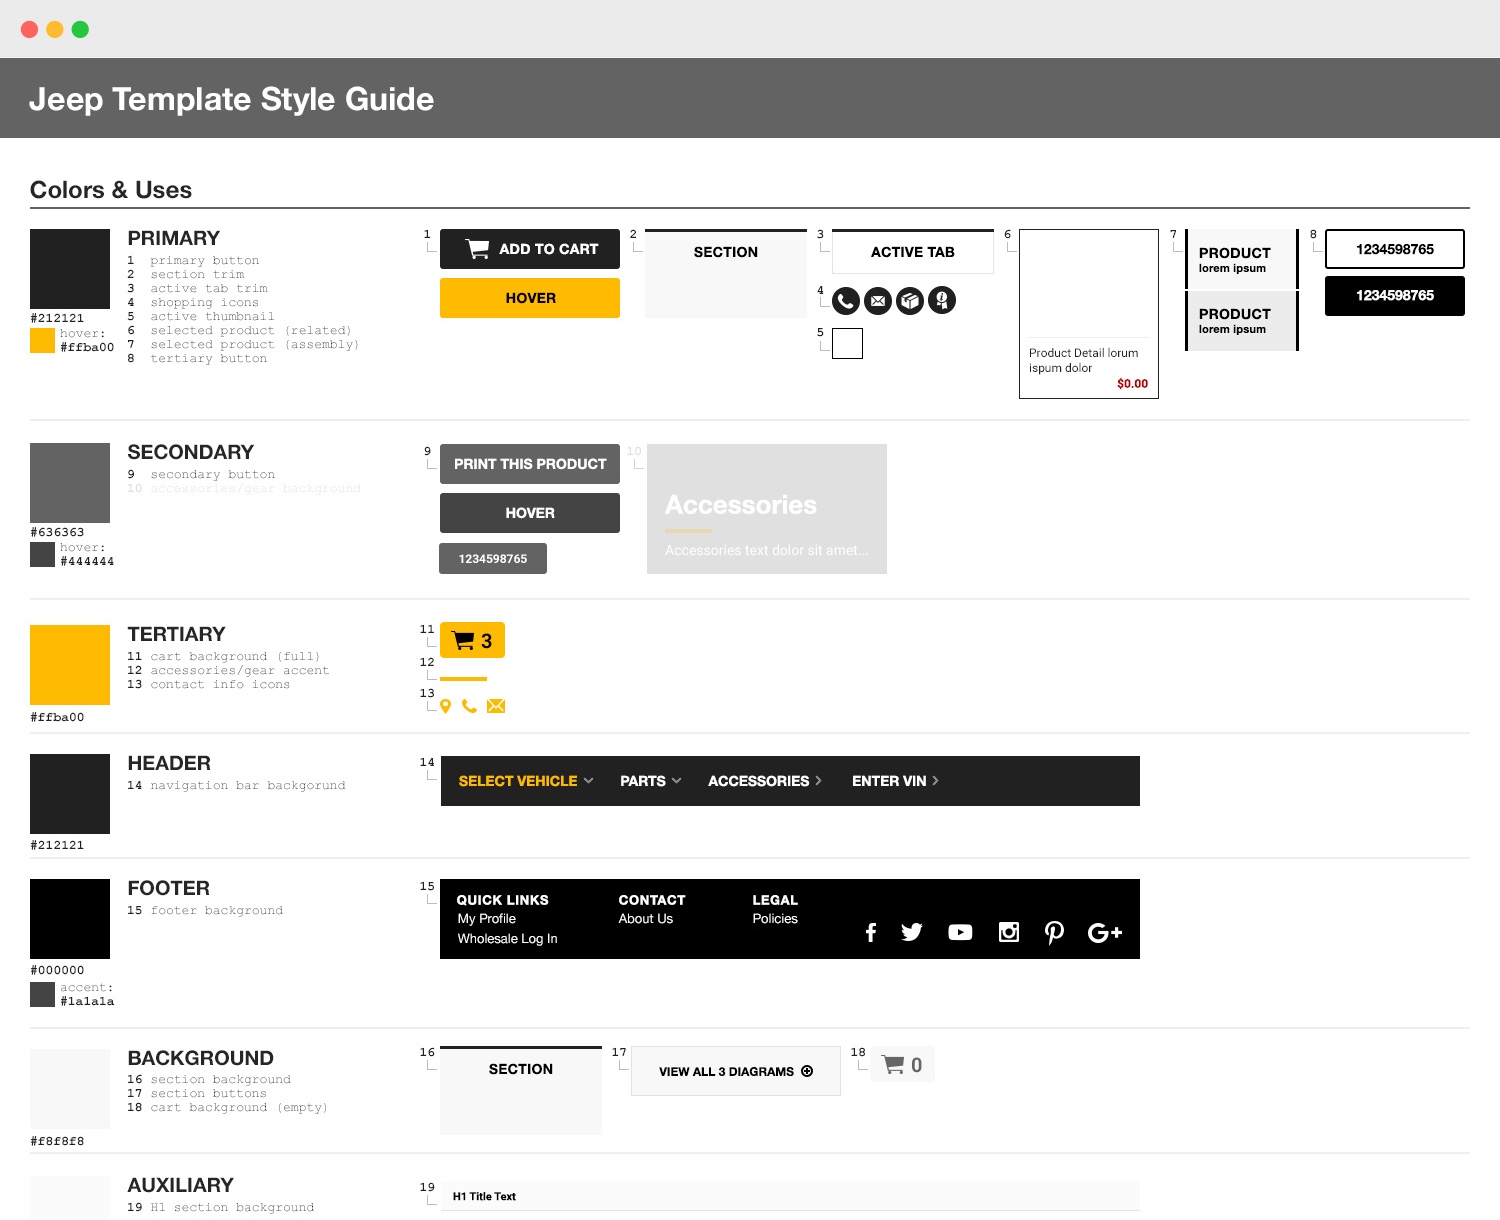 Jeep Template Style Guide
Colors & Uses
PRIMARY
1 primary button
2 section trim
3 active tab trim
4 shopping icons
5 active thumbnail
6 selected product (related)
7 selected product (assembly)
8 tertiary button
#212121
hover:
#ffba00
1
ADD TO CART
HOVER
2
SECTION
3
ACTIVE TAB
4
5
6
Product Detail lorum
ispum dolor
$0.00
7
PRODUCT
lorem ipsum
PRODUCT
lorem ipsum
8
1234598765
1234598765
SECONDARY
9 secondary button
10 accessories/gear background
#636363
hover:
#444444
9
PRINT THIS PRODUCT
HOVER
1234598765
10
Accessories
Accessories text dolor sit amet...
TERTIARY
11 cart background (full)
12 accessories/gear accent
13 contact info icons
#ffba00
11
3
12
13
HEADER
14 navigation bar backgorund
#212121
14
SELECT VEHICLE PARTS ACCESSORIES ENTER VIN
FOOTER
15 footer background
#000000
accent:
#1a1a1a
15
QUICK LINKS
My Profile
Wholesale Log In
CONTACT
About Us
LEGAL
Policies
G+
BACKGROUND
16 section background
17 section buttons
18 cart background (empty)
#f8f8f8
16
SECTION
17
VIEW ALL 3 DIAGRAMS
18
0
AUXILIARY
19 H1 section background
19
H1 Title Text